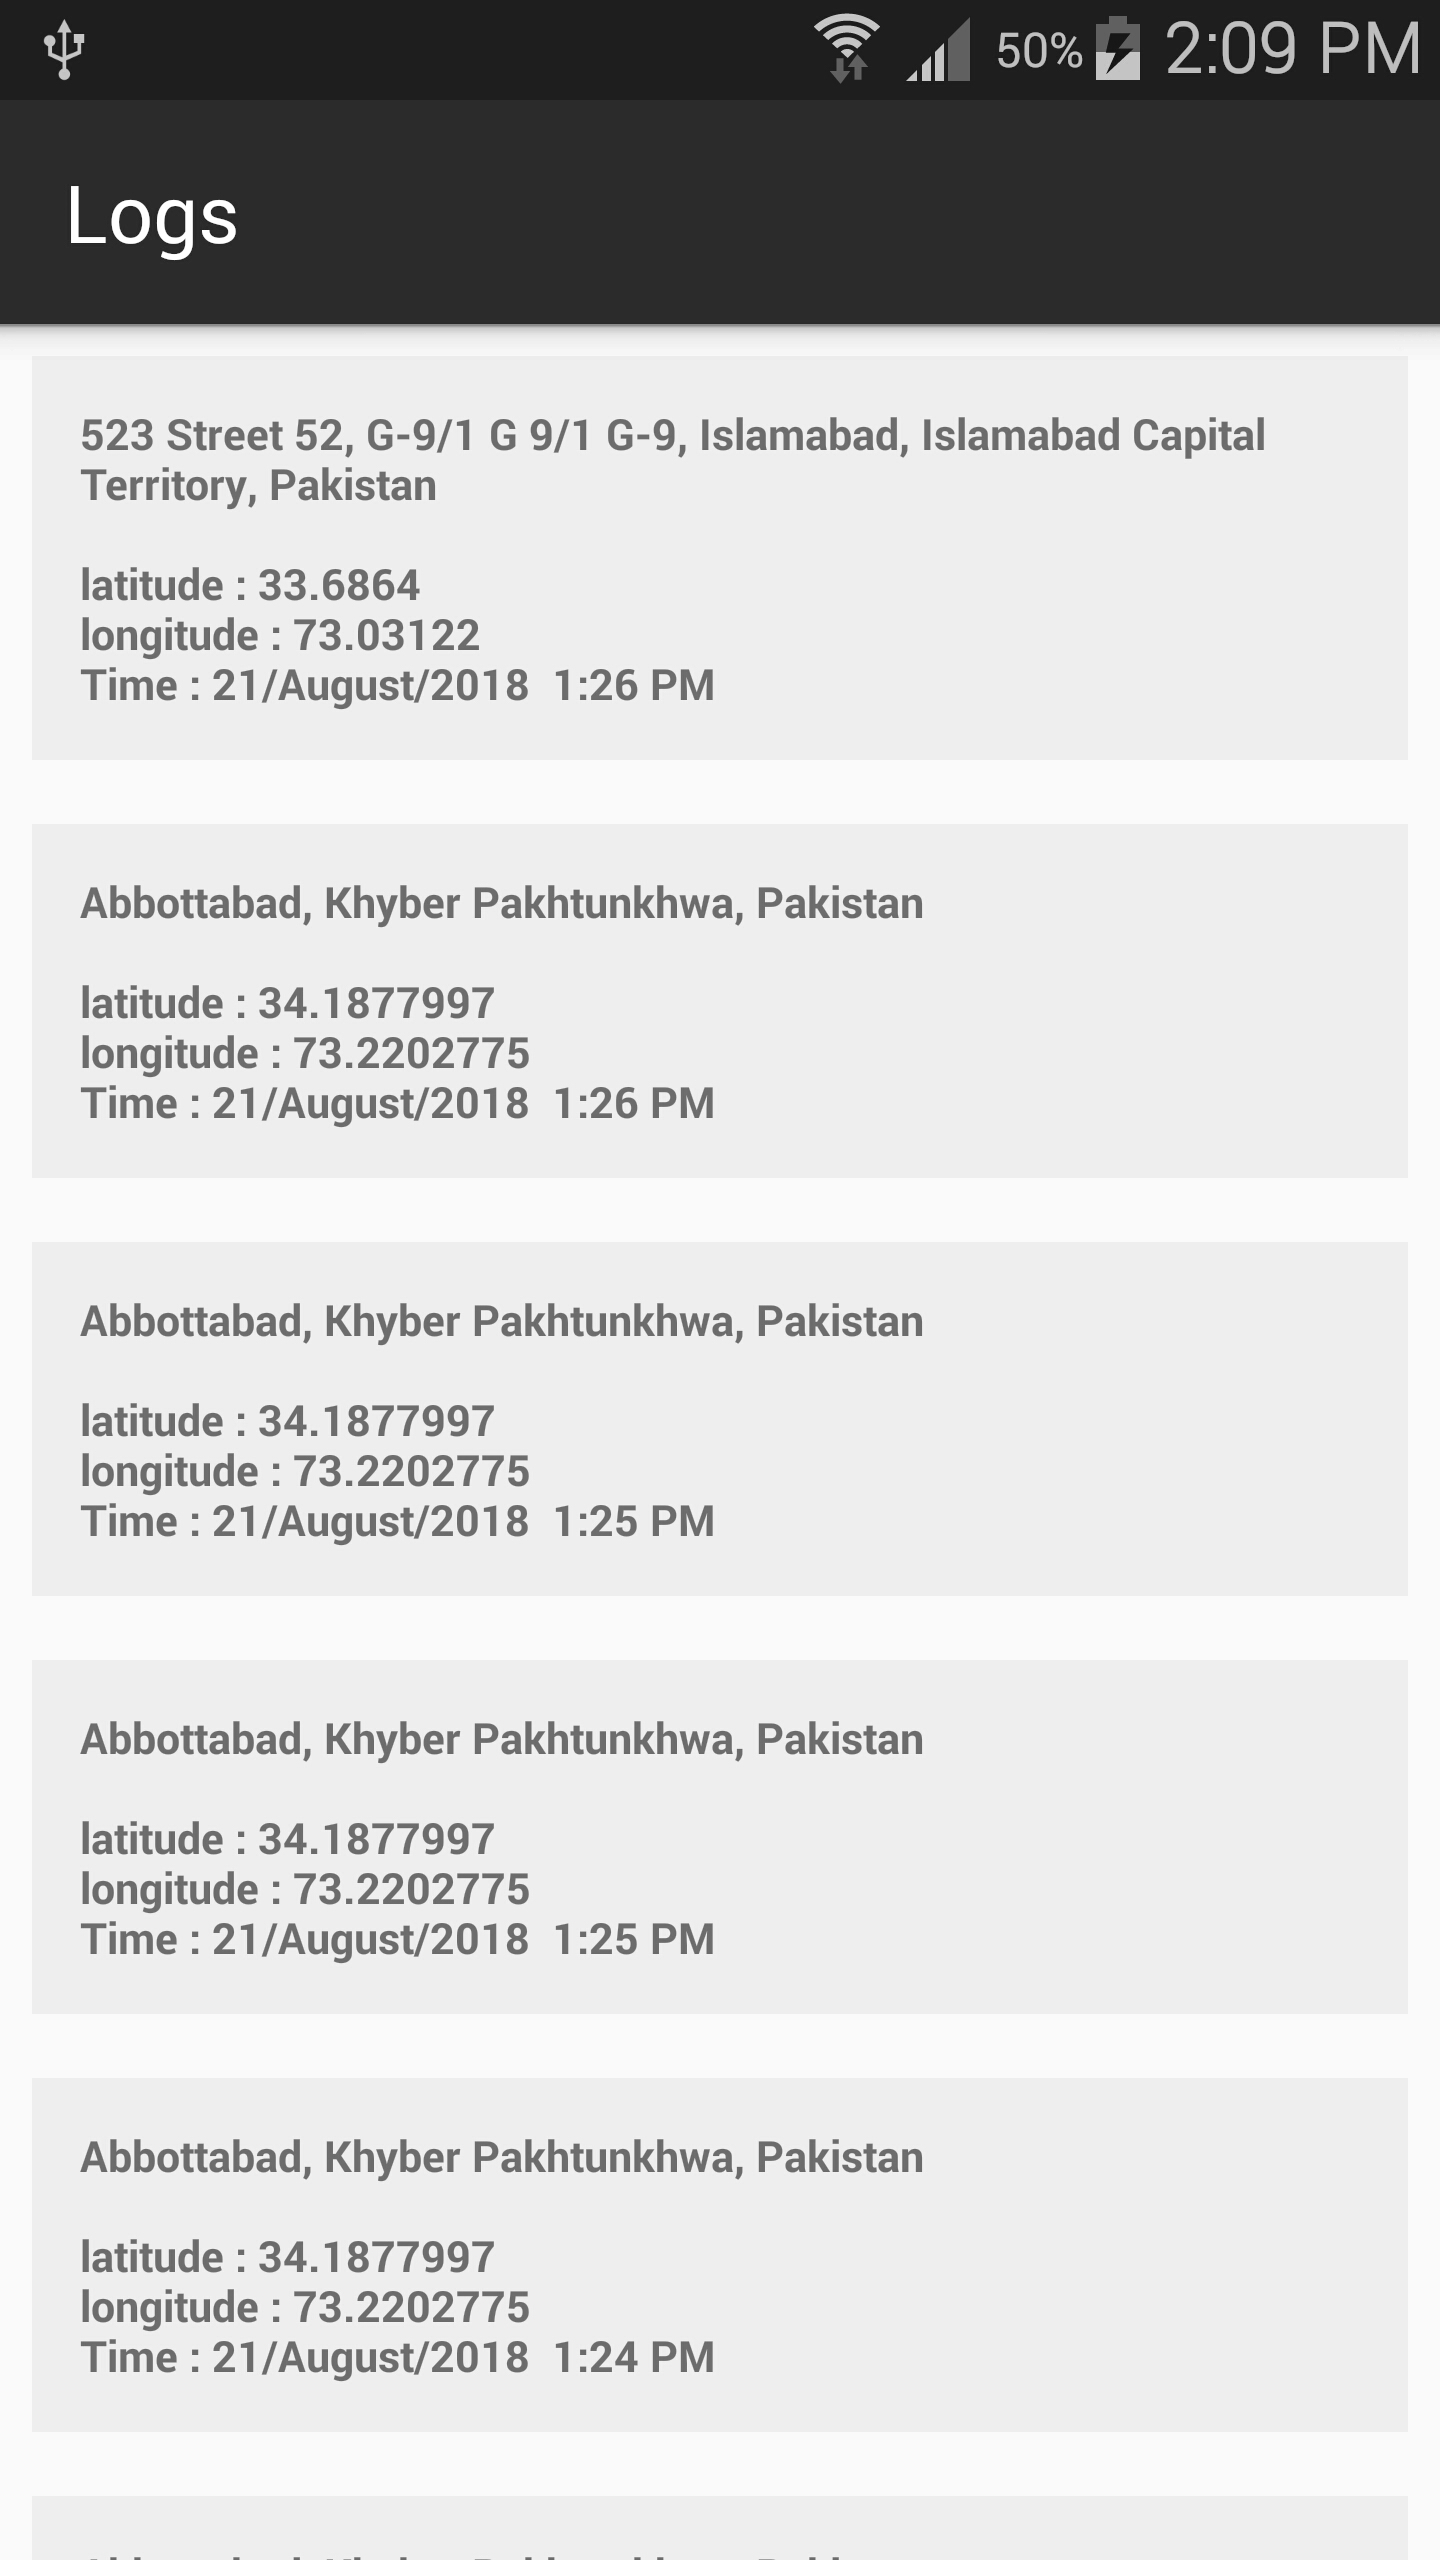 50% 2:09 PM
Logs
523 Street 52, G-9/1 G 9/1 G-9, Islamabad, Islamabad Capital
Territory, Pakistan
latitude : 33.6864
longitude : 73.03122
Time : 21/August/2018  1:26 PM
Abbottabad, Khyber Pakhtunkhwa, Pakistan
latitude : 34.1877997
longitude : 73.2202775
Time : 21/August/2018  1:26 PM
Abbottabad, Khyber Pakhtunkhwa, Pakistan
latitude : 34.1877997
longitude : 73.2202775
Time : 21/August/2018  1:25 PM
Abbottabad, Khyber Pakhtunkhwa, Pakistan
latitude : 34.1877997
longitude : 73.2202775
Time : 21/August/2018  1:25 PM
Abbottabad, Khyber Pakhtunkhwa, Pakistan
latitude : 34.1877997
longitude : 73.2202775
Time : 21/August/2018  1:24 PM